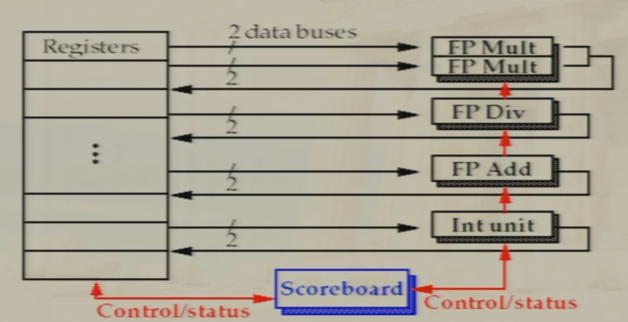 2 data buses
Registers
FP Mult
FP Mult
2
FP Div
2
FP Add
2
Int unit
2
Scoreboard
Control/status
Control/status